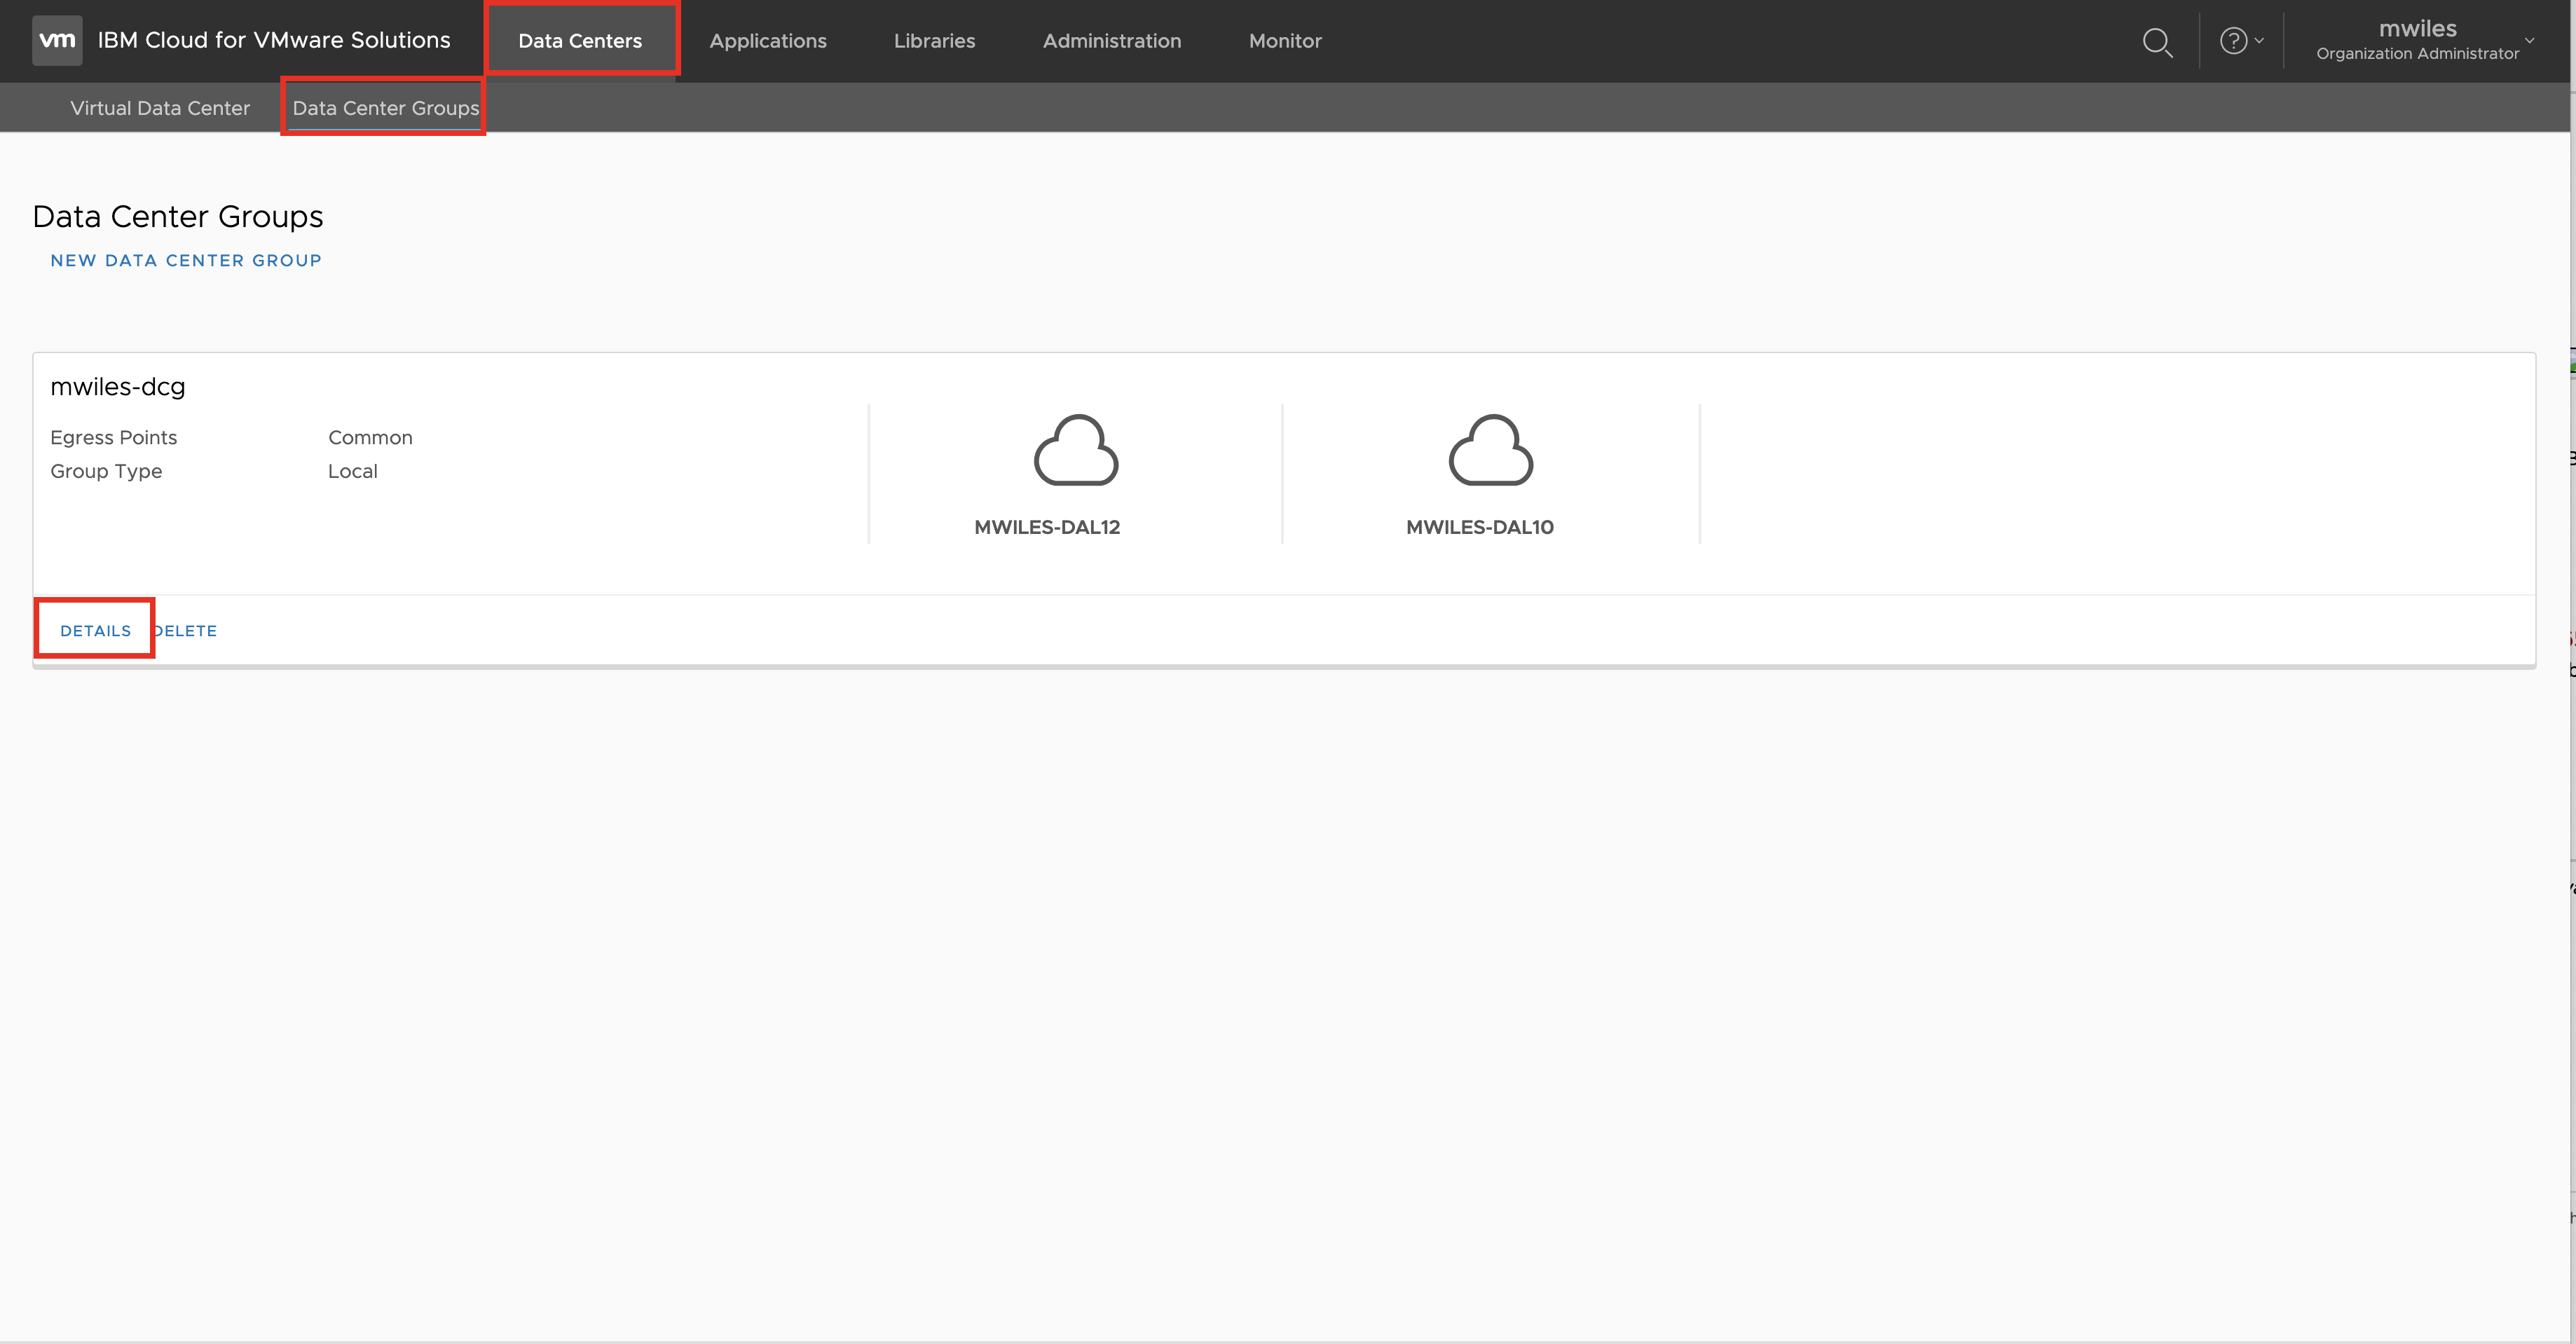 vm IBM Cloud for VMware Solutions Data Centers Applications Libraries Administration Monitor ? mwiles
Organization Administrator
Virtual Data Center Data Center Groups
Data Center Groups
NEW DATA CENTER GROUP
mwiles-dcg
Egress Points Common
Group Type Local
MWILES-DAL12 MWILES-DAL10
DETAILS DELETE